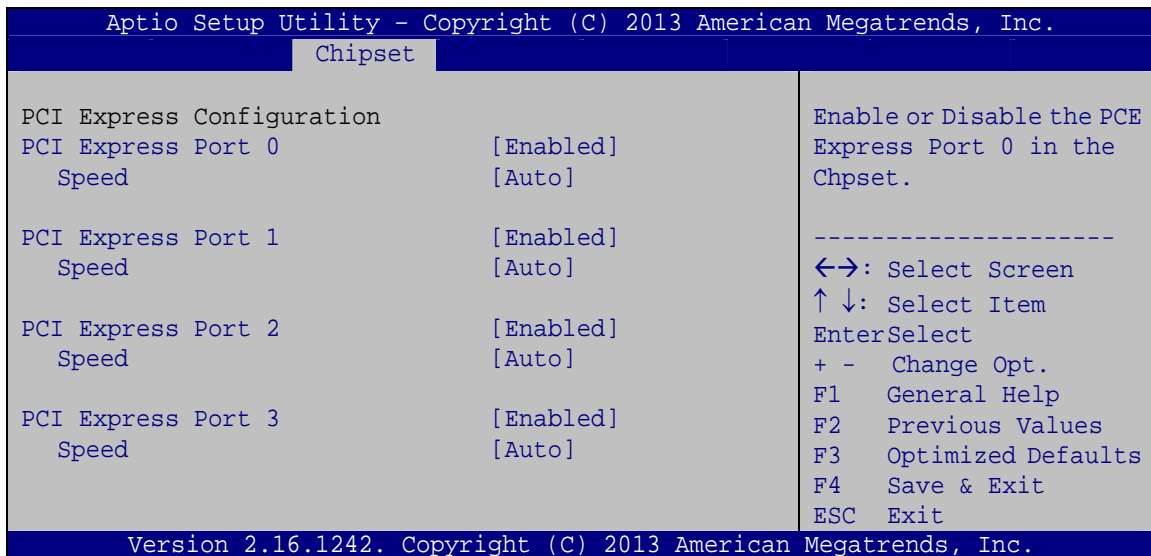 Aptio Setup Utility – Copyright (C) 2013 American Megatrends, Inc.
Chipset
PCI Express Configuration
PCI Express Port 0 [Enabled]
Speed [Auto]
PCI Express Port 1 [Enabled]
Speed [Auto]
PCI Express Port 2 [Enabled]
Speed [Auto]
PCI Express Port 3 [Enabled]
Speed [Auto]
Enable or Disable the PCE
Express Port 0 in the
Chpset.
---------------------
←→: Select Screen
↑ ↓: Select Item
EnterSelect
+ - Change Opt.
F1 General Help
F2 Previous Values
F3 Optimized Defaults
F4 Save & Exit
ESC Exit
Version 2.16.1242. Copyright (C) 2013 American Megatrends, Inc.